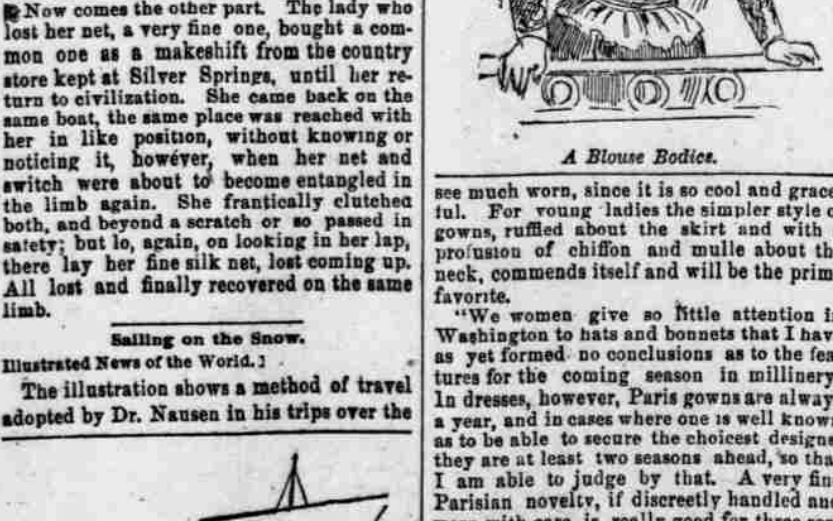 Now comes the other part. The lady who
lost her net, a very fine one, bought a com-
mon one as a makeshift from the country
store kept at Silver Springs, until her re-
turn to civilization. She came back on the
same boat, the same place was reached with
her in like position, without knowing or
noticing it, however, when her net and
switch were about to become entangled in
the limb again. She frantically clutched
both, and beyond a scratch or so passed in
safety; but lo, again, on looking in her lap,
there lay her fine silk net, lost coming up.
All lost and finally recovered on the same
limb.
Sailing on the Snow.
Illustrated News of the World.]
The illustration shows a method of travel
adopted by Dr. Nansen in his trips over the
A Blouse Bodice.
see much worn, since it is so cool and grace
ful. For young ladies the simpler style o
gowns, ruffled about the skirt and with
profusion of chiffon and mulle about th
neck, commends itself and will be the prim
favorite.
"We women give so little attention i
Washington to hats and bonnets that I hav
as yet formed no conclusions as to the fea
tures for the coming season in millinery
In dresses, however, Paris gowns are alway
a year, and in cases where one is well know
as to be able to secure the choicest design
they are at least two seasons ahead, so tha
I am able to judge by that. A very fin
Parisian novelty, if discreetly handled an